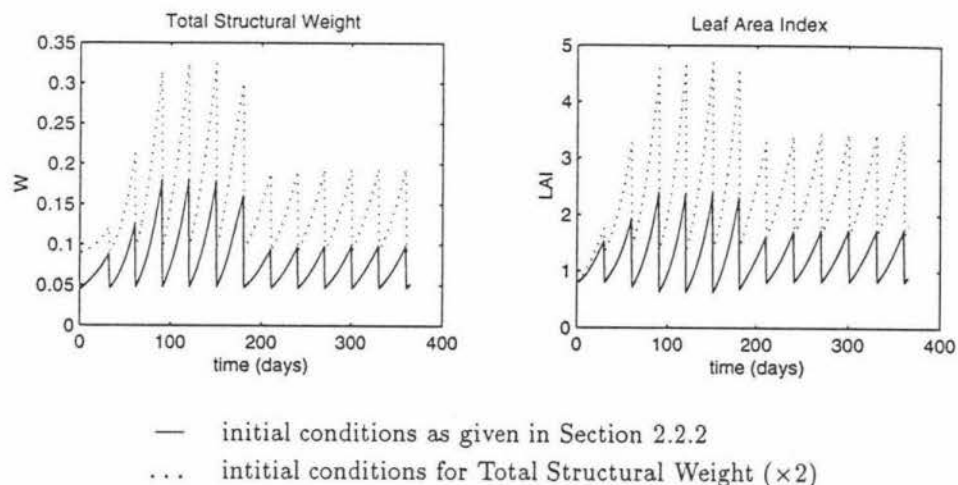 Total Structural Weight
0.35
0.3
0.25
0.2
0.15
0.1
0.05
0
W
0 100 200 300 400
time (days)
Leaf Area Index
5
4
3
2
1
0
LAI
0 100 200 300 400
time (days)
— initial conditions as given in Section 2.2.2
... intitial conditions for Total Structural Weight (×2)